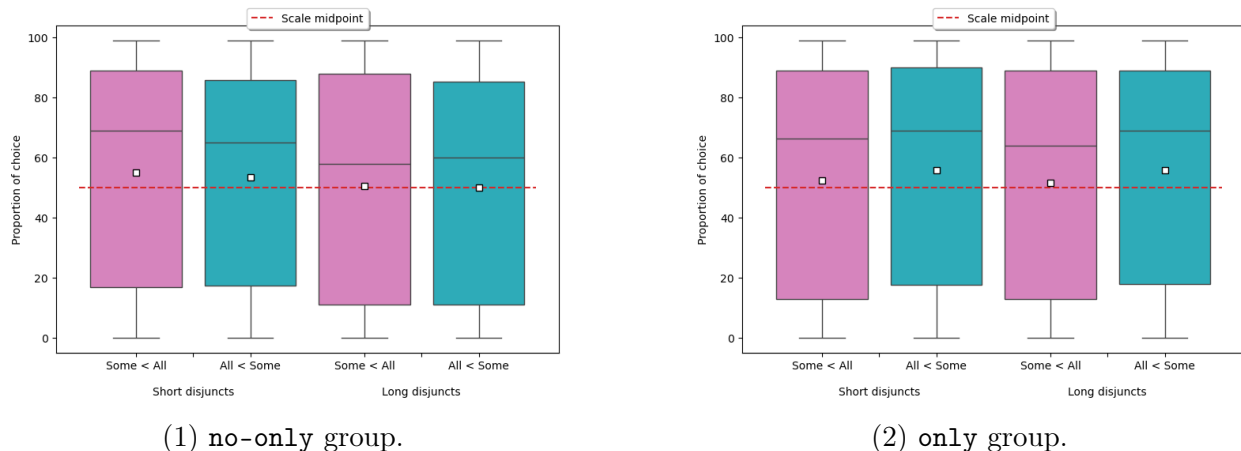 Scale midpoint
100
80
60
40
20
0
Proportion of choice
Some < All
All < Some
Some < All
All < Some
Short disjuncts
Long disjuncts
(1) no-only group.
Scale midpoint
100
80
60
40
20
0
Proportion of choice
Some < All
All < Some
Some < All
All < Some
Short disjuncts
Long disjuncts
(2) only group.